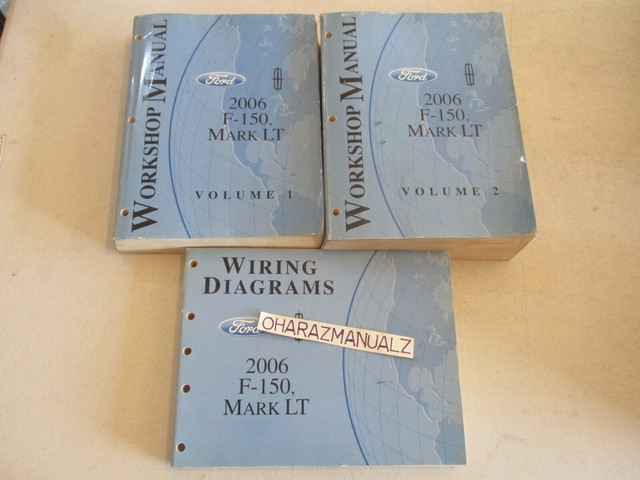 WORKSHOP MANUAL
Ford
2006
F-150,
MARK LT
VOLUME 1
WORKSHOP MANUAL
Ford
2006
F-150,
MARK LT
VOLUME 2
WIRING
DIAGRAMS
Ford
OHARAZMANUALZ
2006
F-150,
MARK LT